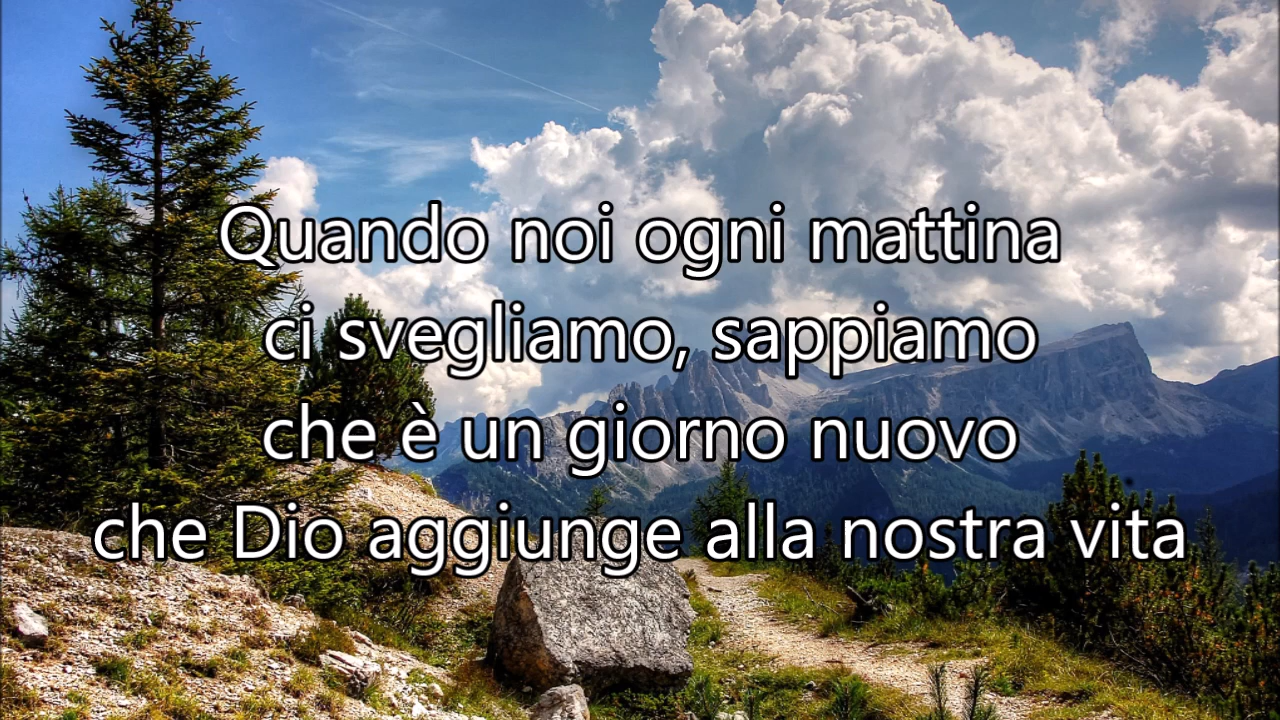 Quando noi ogni mattina
ci svegliamo, sappiamo
che è un giorno nuovo
che Dio aggiunge alla nostra vita